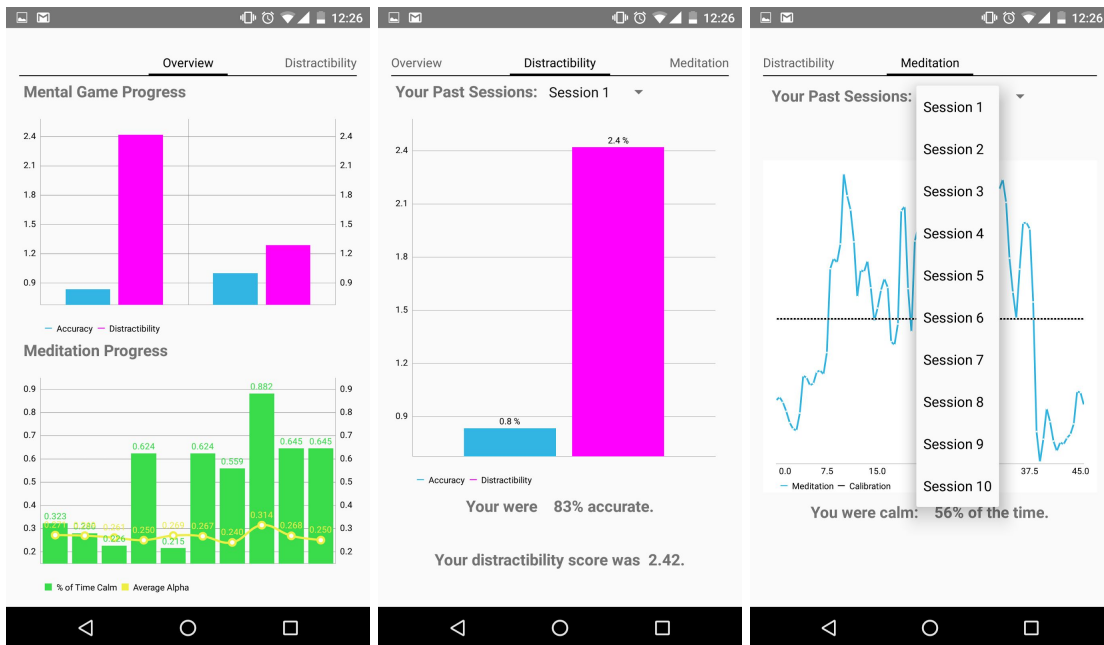 12:26
Overview Distractibility
Mental Game Progress
2.4 2.4
2.1 2.1
1.8 1.8
1.5 1.5
1.2 1.2
0.9 0.9
Accuracy Distractibility
Meditation Progress
0.9 0.882 0.9
0.8 0.8
0.7 0.7
0.624 0.624 0.645 0.645
0.6 0.6
0.559
0.5 0.5
0.4 0.4
0.323
0.3 0.314 0.3
0.277 0.280 0.261 0.250 0.269 0.267 0.240 0.268 0.250
0.226 0.215
0.2 0.2
% of Time Calm Average Alpha
12:26
Overview Distractibility Meditation
Your Past Sessions: Session 1
2.4 %
2.4
2.1
1.8
1.5
1.2
0.9
0.8 %
Accuracy Distractibility
Your were 83% accurate.
Your distractibility score was 2.42.
12:26
Distractibility Meditation
Your Past Sessions:
Session 1
Session 2
Session 3
Session 4
Session 5
Session 6
Session 7
Session 8
Session 9
Session 10
0.0 7.5 15.0 37.5 45.0
Meditation Calibration
You were calm: 56% of the time.